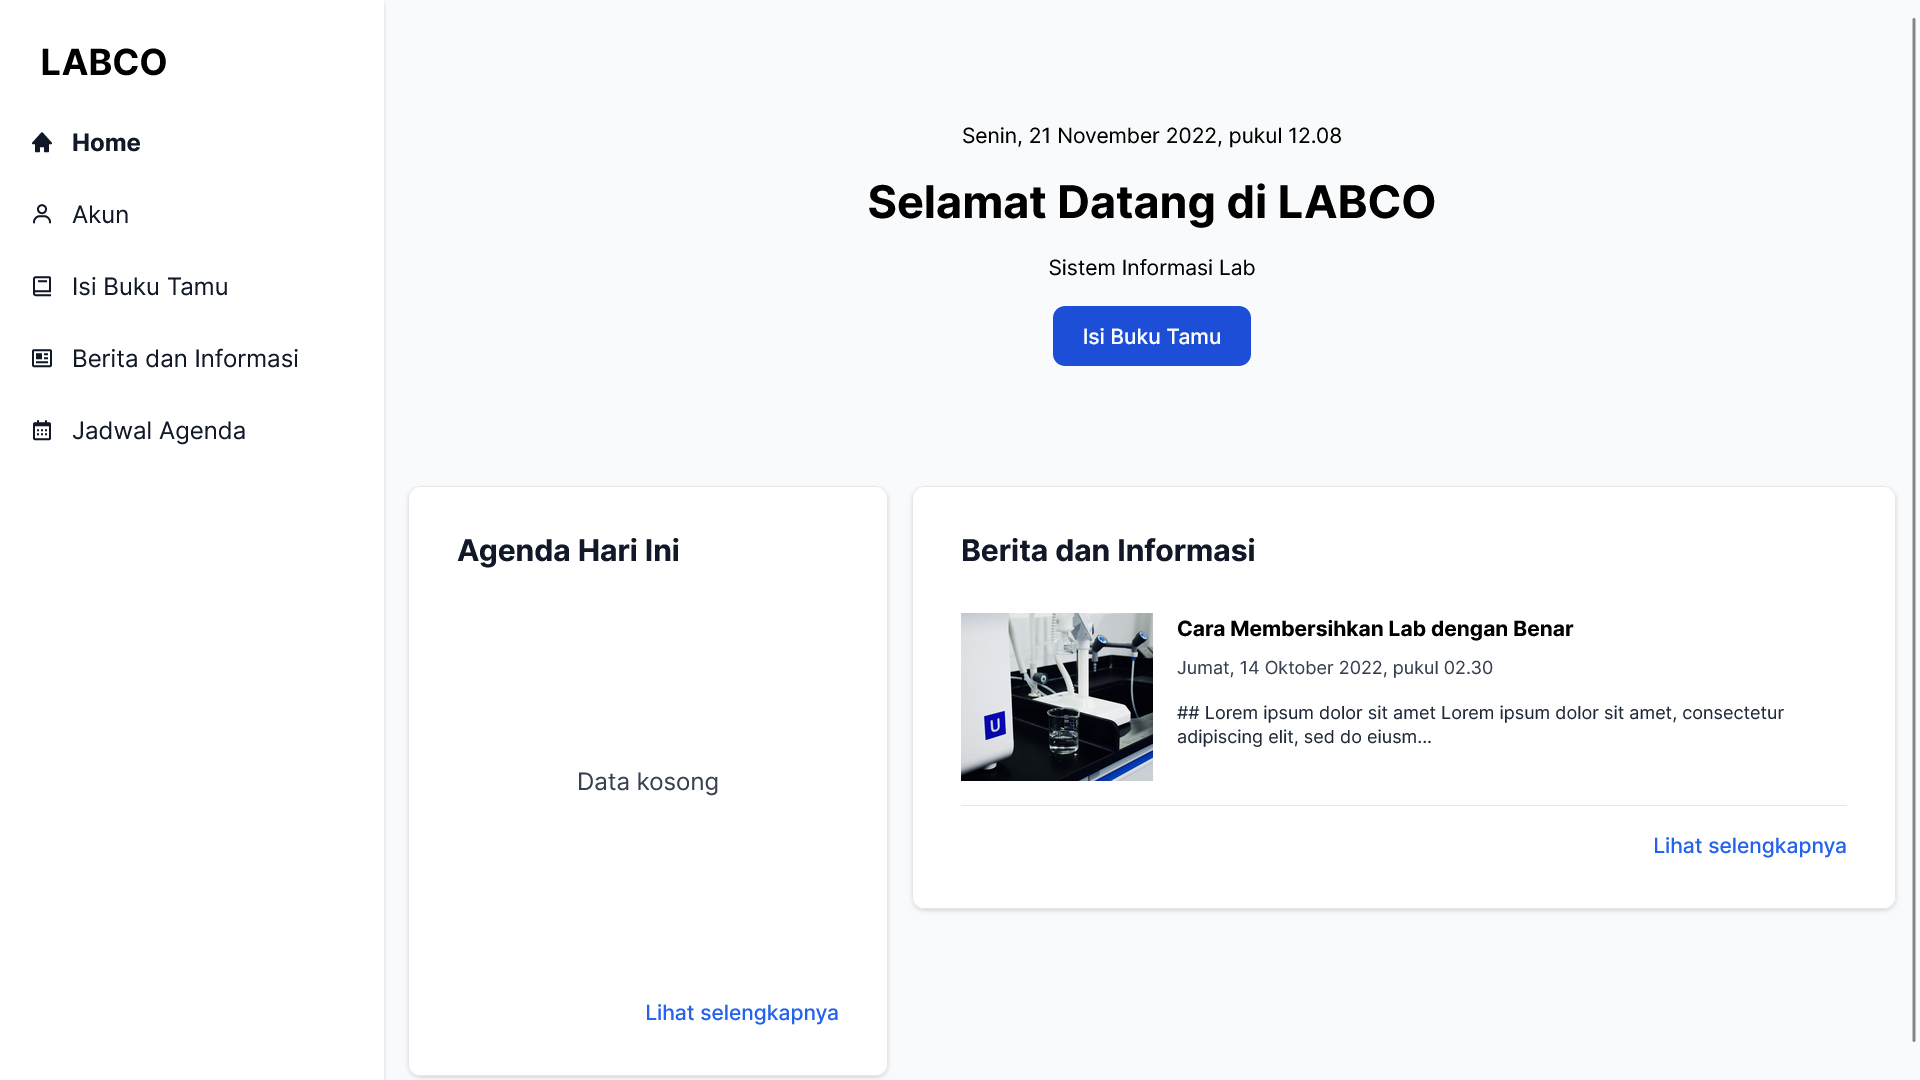 LABCO
Home
Akun
Isi Buku Tamu
Berita dan Informasi
Jadwal Agenda
Senin, 21 November 2022, pukul 12.08
Selamat Datang di LABCO
Sistem Informasi Lab
Isi Buku Tamu
Agenda Hari Ini
Data kosong
Lihat selengkapnya
Berita dan Informasi
U
Cara Membersihkan Lab dengan Benar
Jumat, 14 Oktober 2022, pukul 02.30
## Lorem ipsum dolor sit amet Lorem ipsum dolor sit amet, consectetur
adipiscing elit, sed do eiusm...
Lihat selengkapnya